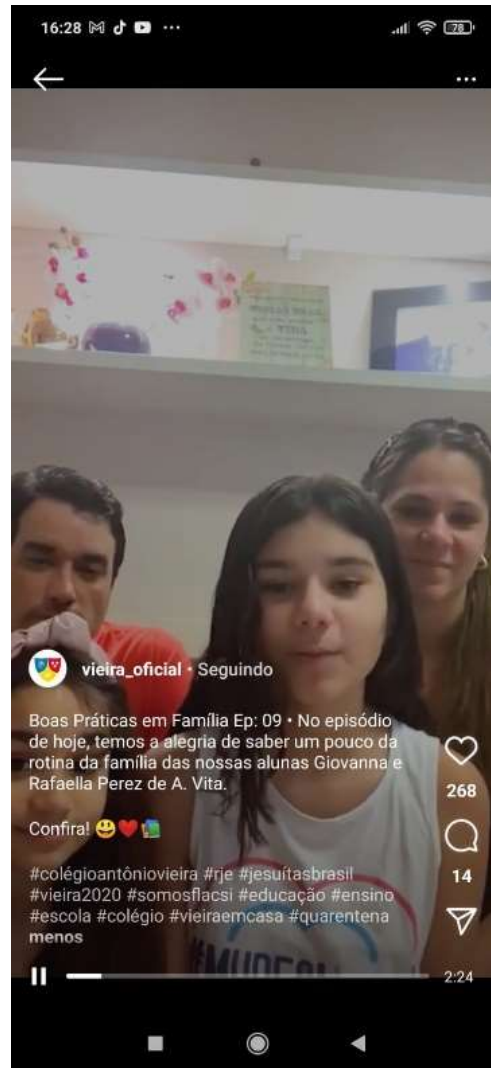 16:28
78
vieira_oficial • Seguindo
Boas Práticas em Família Ep: 09 • No episódio
de hoje, temos a alegria de saber um pouco da
rotina da família das nossas alunas Giovanna e
Rafaella Perez de A. Vita.
Confira! 😃❤️📚
268
14
#colégioantôniovieira #rje #jesuítasbrasil
#vieira2020 #somosflacsi #educação #ensino
#escola #colégio #vieiraemcasa #quarentena
menos
2:24